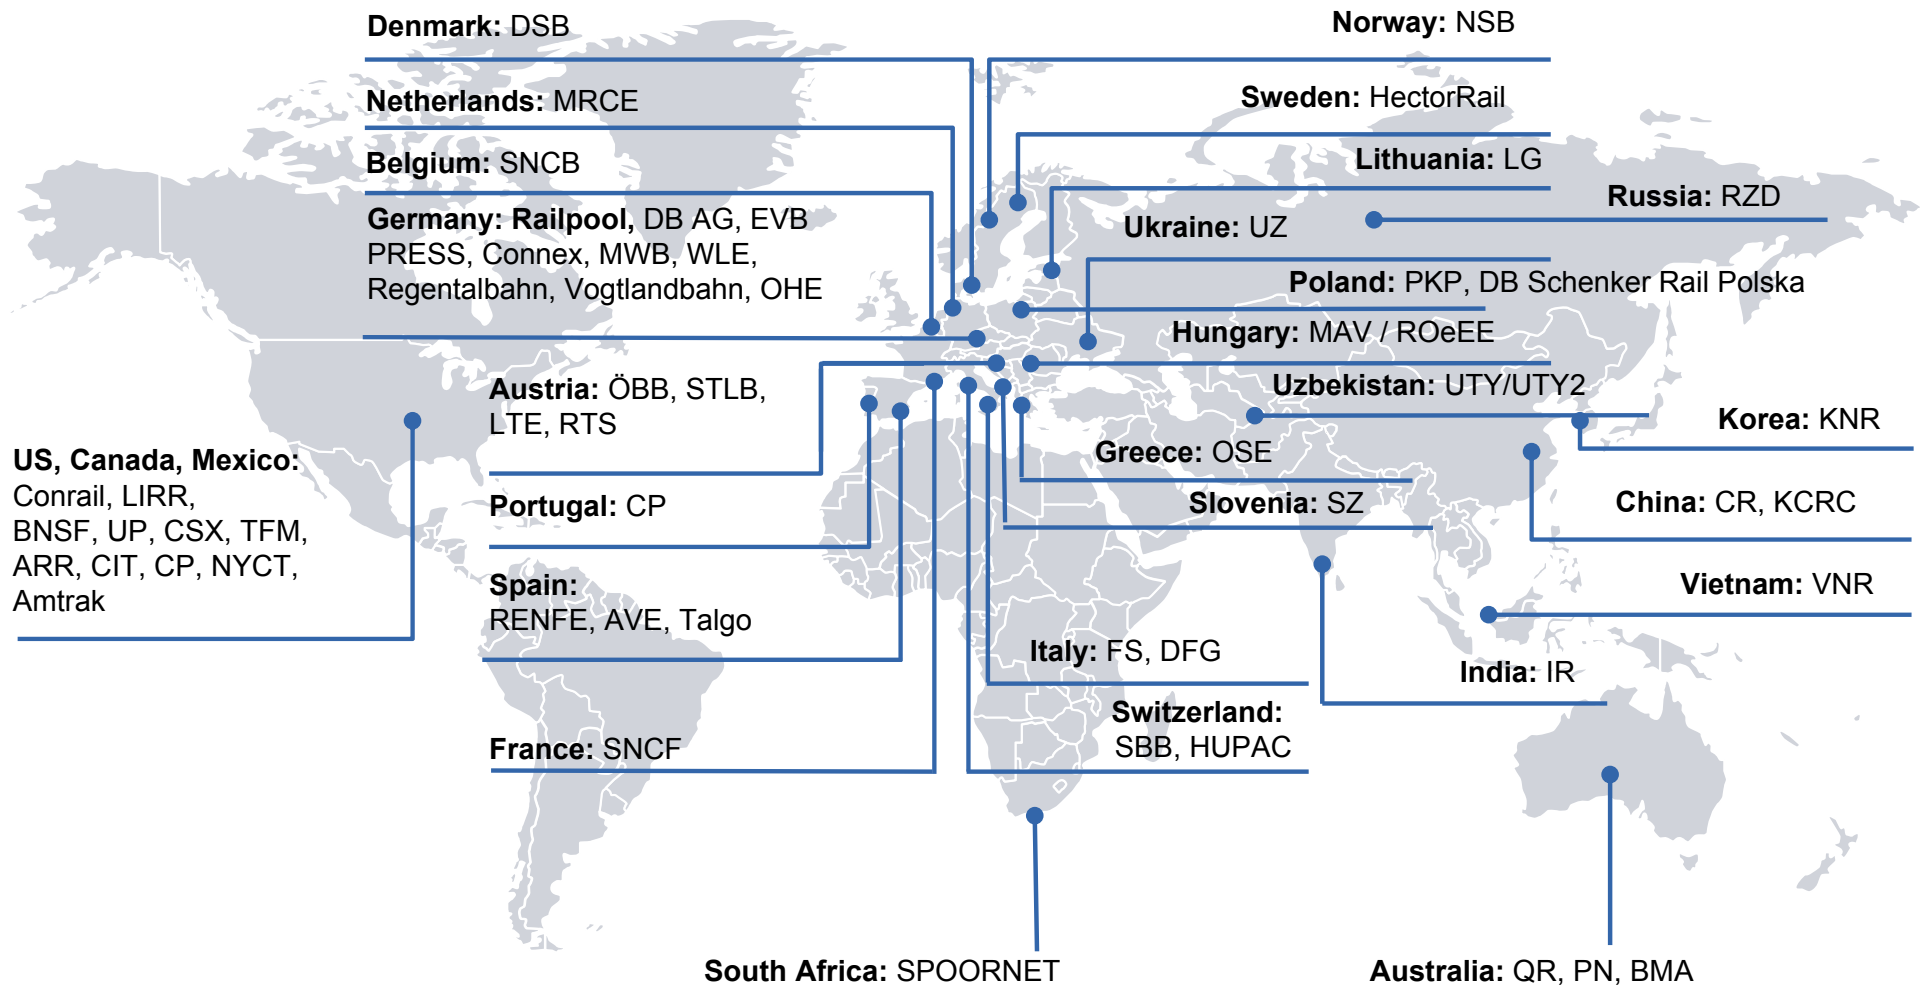 Denmark: DSB
Netherlands: MRCE
Belgium: SNCB
Germany: Railpool, DB AG, EVB
PRESS, Connex, MWB, WLE,
Regentalbahn, Vogtlandbahn, OHE
Austria: ÖBB, STLB,
LTE, RTS
US, Canada, Mexico:
Conrail, LIRR,
BNSF, UP, CSX, TFM,
ARR, CIT, CP, NYCT,
Amtrak
Portugal: CP
Spain:
RENFE, AVE, Talgo
France: SNCF
Norway: NSB
Sweden: HectorRail
Lithuania: LG
Russia: RZD
Ukraine: UZ
Poland: PKP, DB Schenker Rail Polska
Hungary: MAV / ROeEE
Uzbekistan: UTY/UTY2
Korea: KNR
Greece: OSE
Slovenia: SZ
China: CR, KCRC
Vietnam: VNR
Italy: FS, DFG
India: IR
Switzerland:
SBB, HUPAC
South Africa: SPOORNET
Australia: QR, PN, BMA